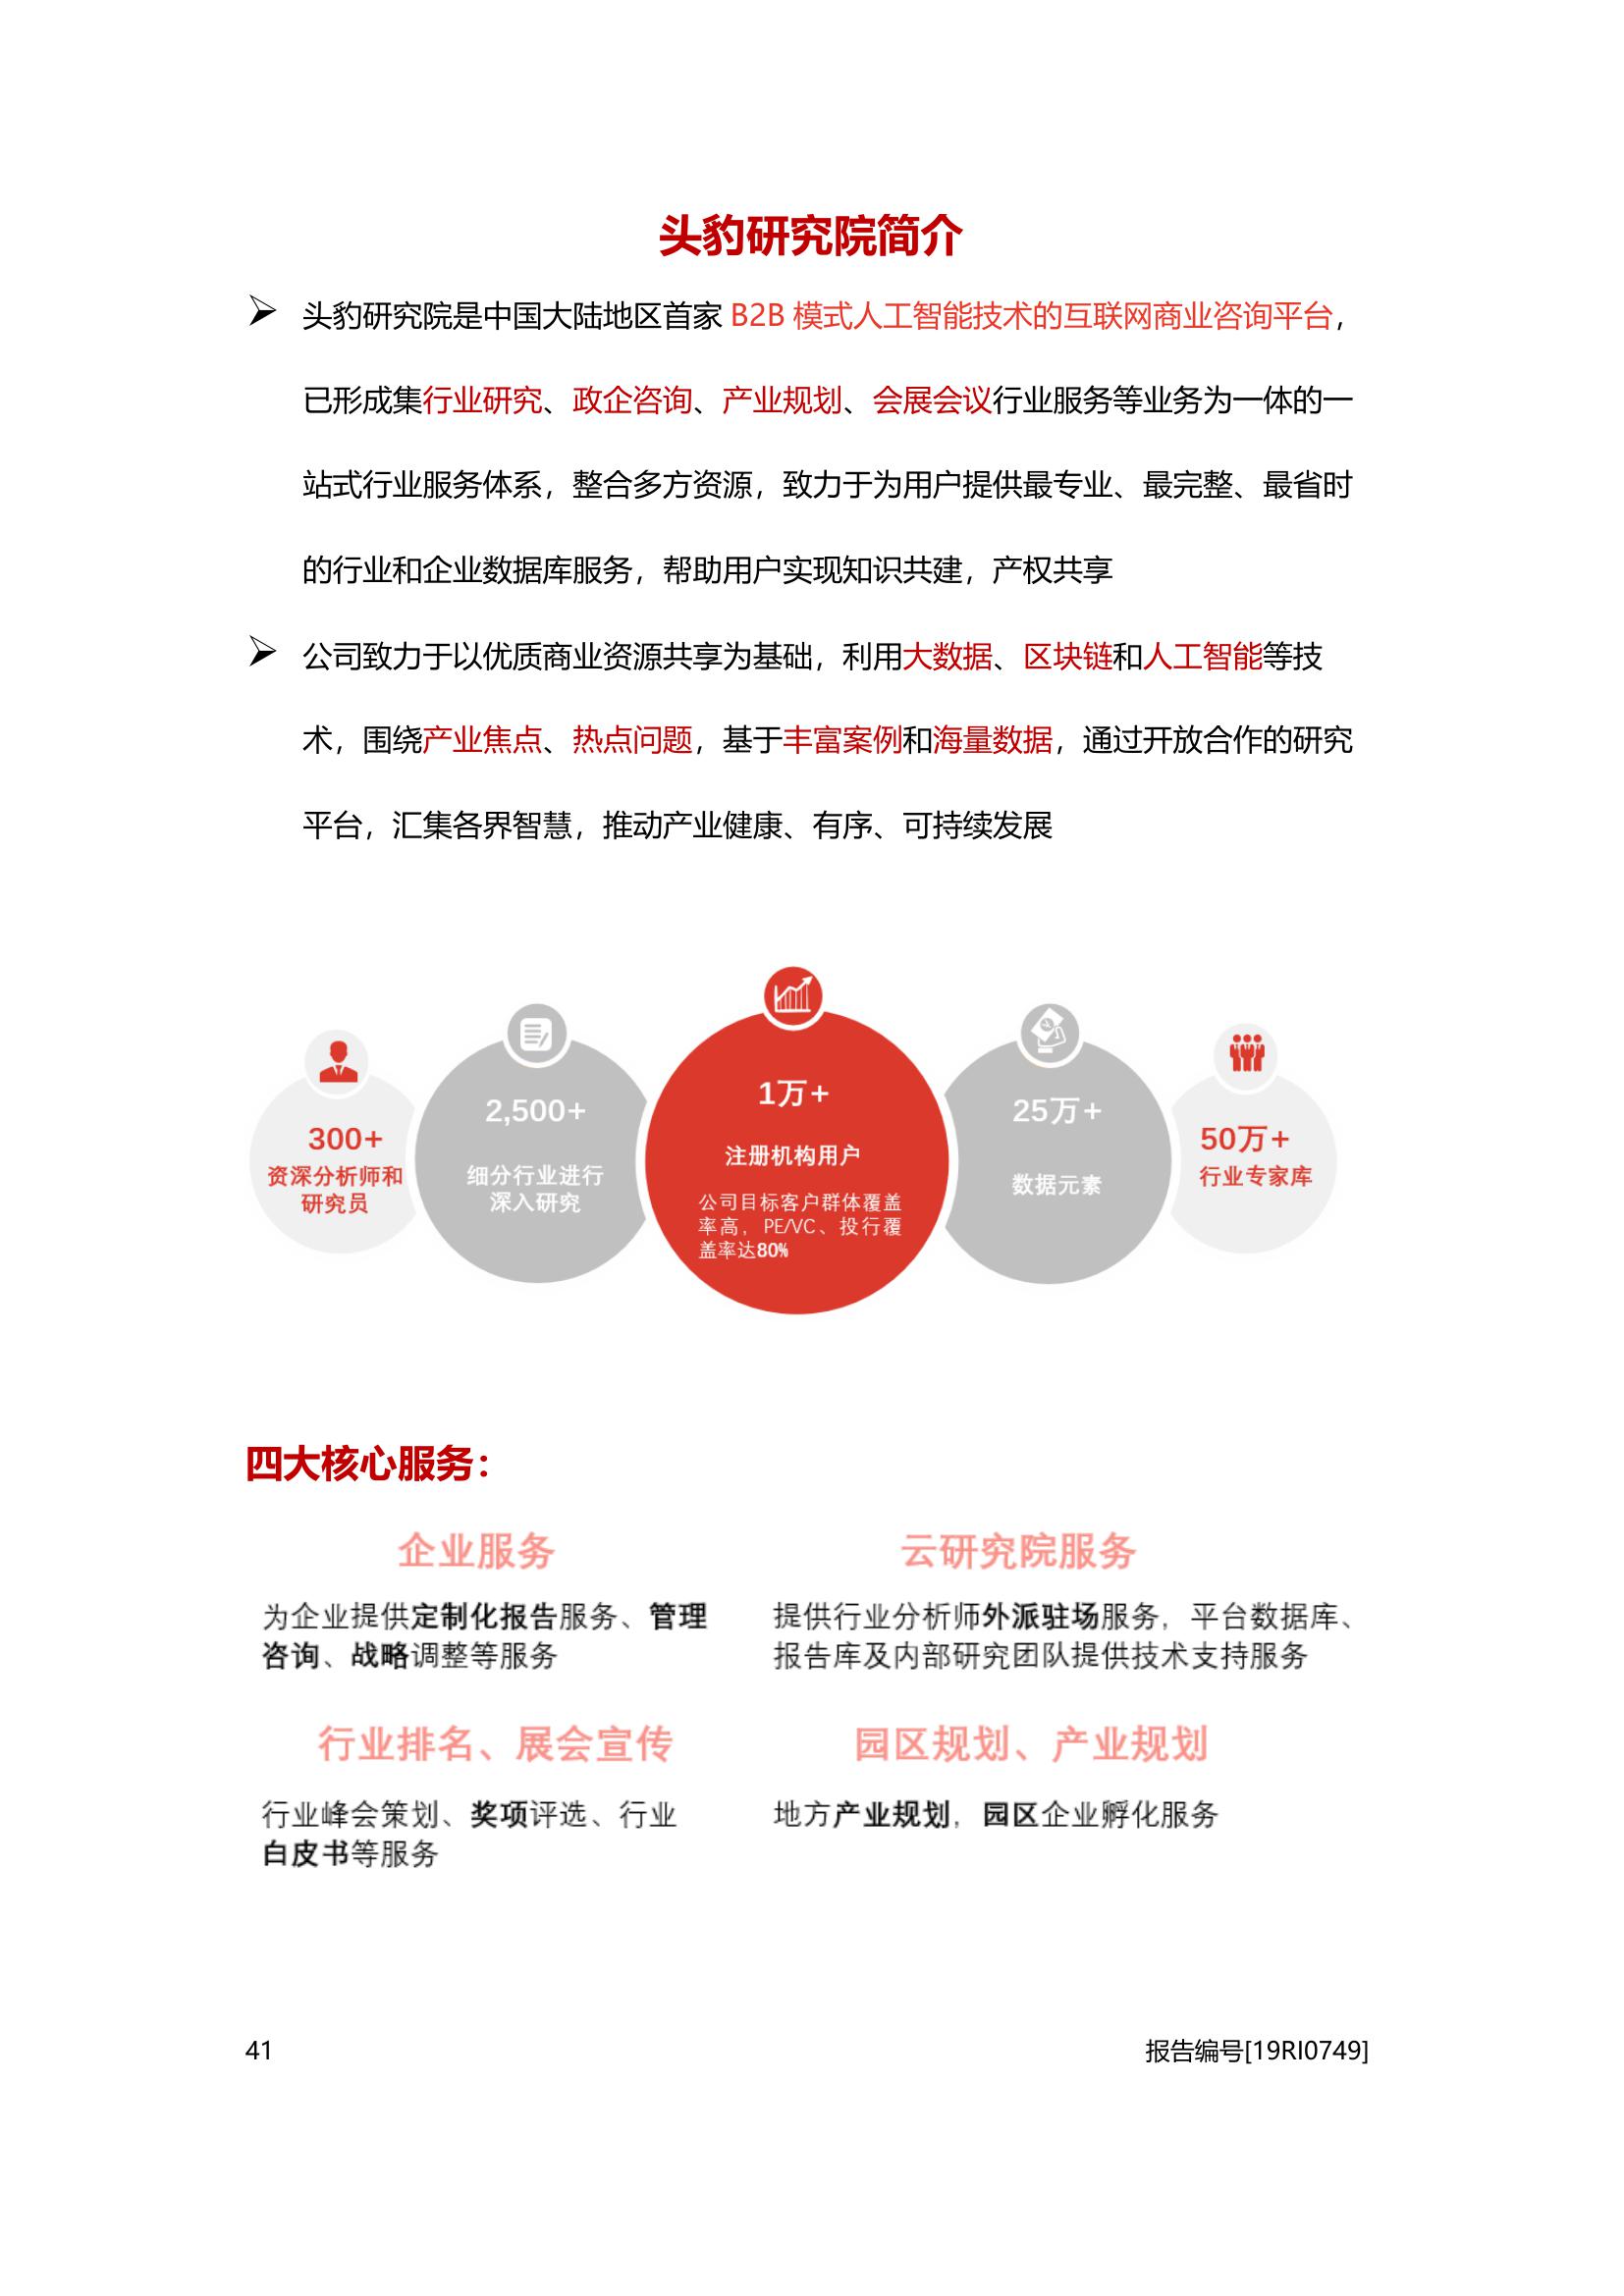 头豹研究院简介
➢ 头豹研究院是中国大陆地区首家 B2B 模式人工智能技术的互联网商业咨询平台，
已形成集行业研究、政企咨询、产业规划、会展会议行业服务等业务为一体的一
站式行业服务体系，整合多方资源，致力于为用户提供最专业、最完整、最省时
的行业和企业数据库服务，帮助用户实现知识共建，产权共享
➢ 公司致力于以优质商业资源共享为基础，利用大数据、区块链和人工智能等技
术，围绕产业焦点、热点问题，基于丰富案例和海量数据，通过开放合作的研究
平台，汇集各界智慧，推动产业健康、有序、可持续发展
300+
资深分析师和
研究员
2,500+
细分行业进行
深入研究
1万+
注册机构用户
公司目标客户群体覆盖
率高，PE/VC、投行覆
盖率达80%
25万+
数据元素
50万+
行业专家库
四大核心服务：
企业服务
为企业提供定制化报告服务、管理
咨询、战略调整等服务
云研究院服务
提供行业分析师外派驻场服务，平台数据库、
报告库及内部研究团队提供技术支持服务
行业排名、展会宣传
行业峰会策划、奖项评选、行业
白皮书等服务
园区规划、产业规划
地方产业规划，园区企业孵化服务
41
报告编号[19RI0749]